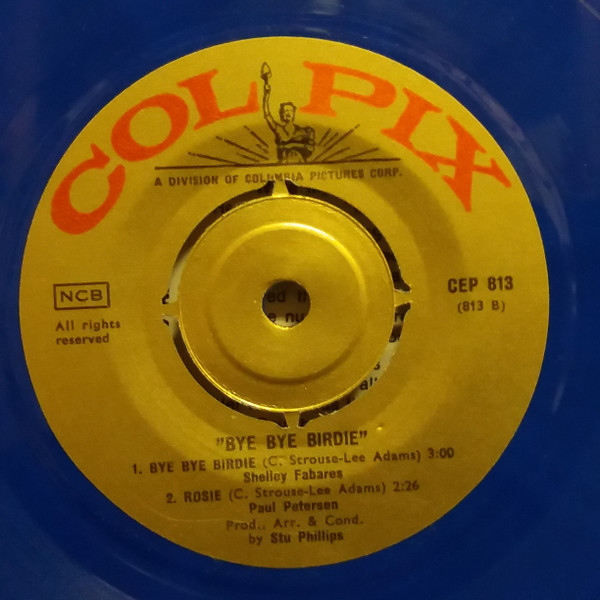 COLPIX
A DIVISION OF COLUMBIA PICTURES CORP.
NCB
All rights
reserved
CEP 813
(813 B)
"BYE BYE BIRDIE"
1. BYE BYE BIRDIE (C. Strouse-Lee Adams) 3:00
Shelley Fabares
2. ROSIE (C. Strouse-Lee Adams) 2:26
Paul Petersen
Prod., Arr. & Cond.
by Stu Phillips